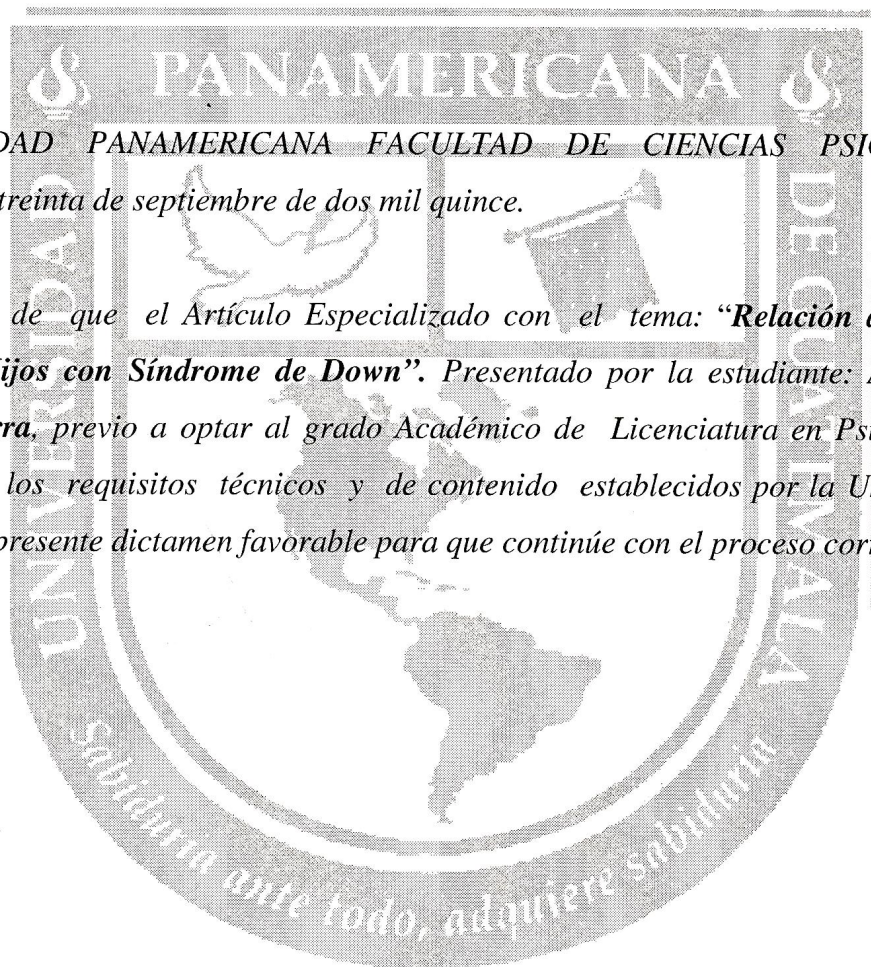 PANAMERICANA
UNIVERSIDAD
DE GUATEMALA
DAD PANAMERICANA FACULTAD DE CIENCIAS PSI
treinta de septiembre de dos mil quince.
de que el Artículo Especializado con el tema: “Relación
ijos con Síndrome de Down”. Presentado por la estudiante:
rra, previo a optar al grado Académico de Licenciatura en Psi
los requisitos técnicos y de contenido establecidos por la U
presente dictamen favorable para que continúe con el proceso cor
Sabiduría ante todo, adquiere sabiduría